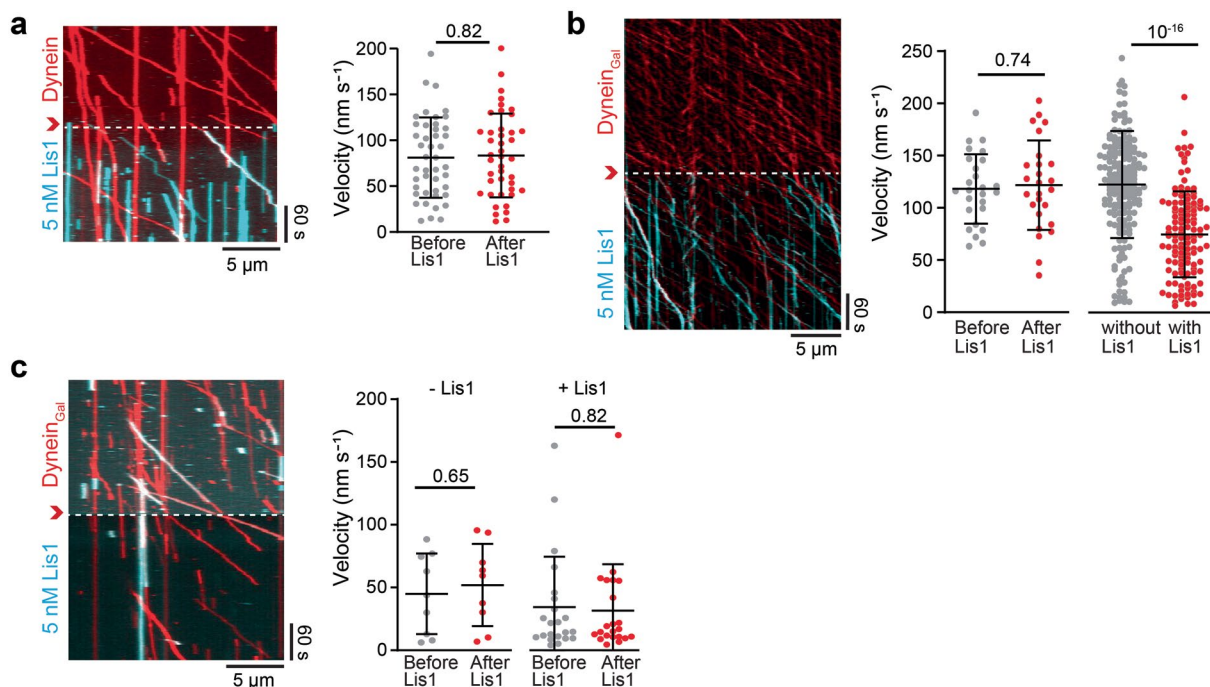 a
Dynein
5 nM Lis1
60 s
5 µm
Velocity (nm s⁻¹)
200
150
100
50
0
0.82
Before Lis1
After Lis1
b
DyneinGal
5 nM Lis1
60 s
5 µm
Velocity (nm s⁻¹)
250
200
150
100
50
0
0.74
10⁻¹⁶
Before Lis1
After Lis1
without Lis1
with Lis1
c
DyneinGal
5 nM Lis1
60 s
5 µm
Velocity (nm s⁻¹)
200
150
100
50
0
- Lis1
+ Lis1
0.65
0.82
Before Lis1
After Lis1
Before Lis1
After Lis1